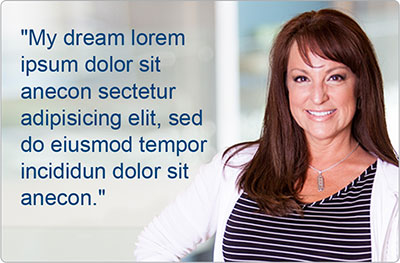 "My dream lorem
ipsum dolor sit
anecon sectetur
adipisicing elit, sed
do eiusmod tempor
incididun dolor sit
anecon."